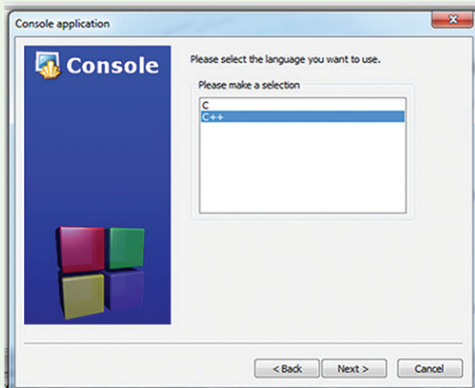 Console application
Console
Please select the language you want to use.
Please make a selection
C
C++
< Back
Next >
Cancel